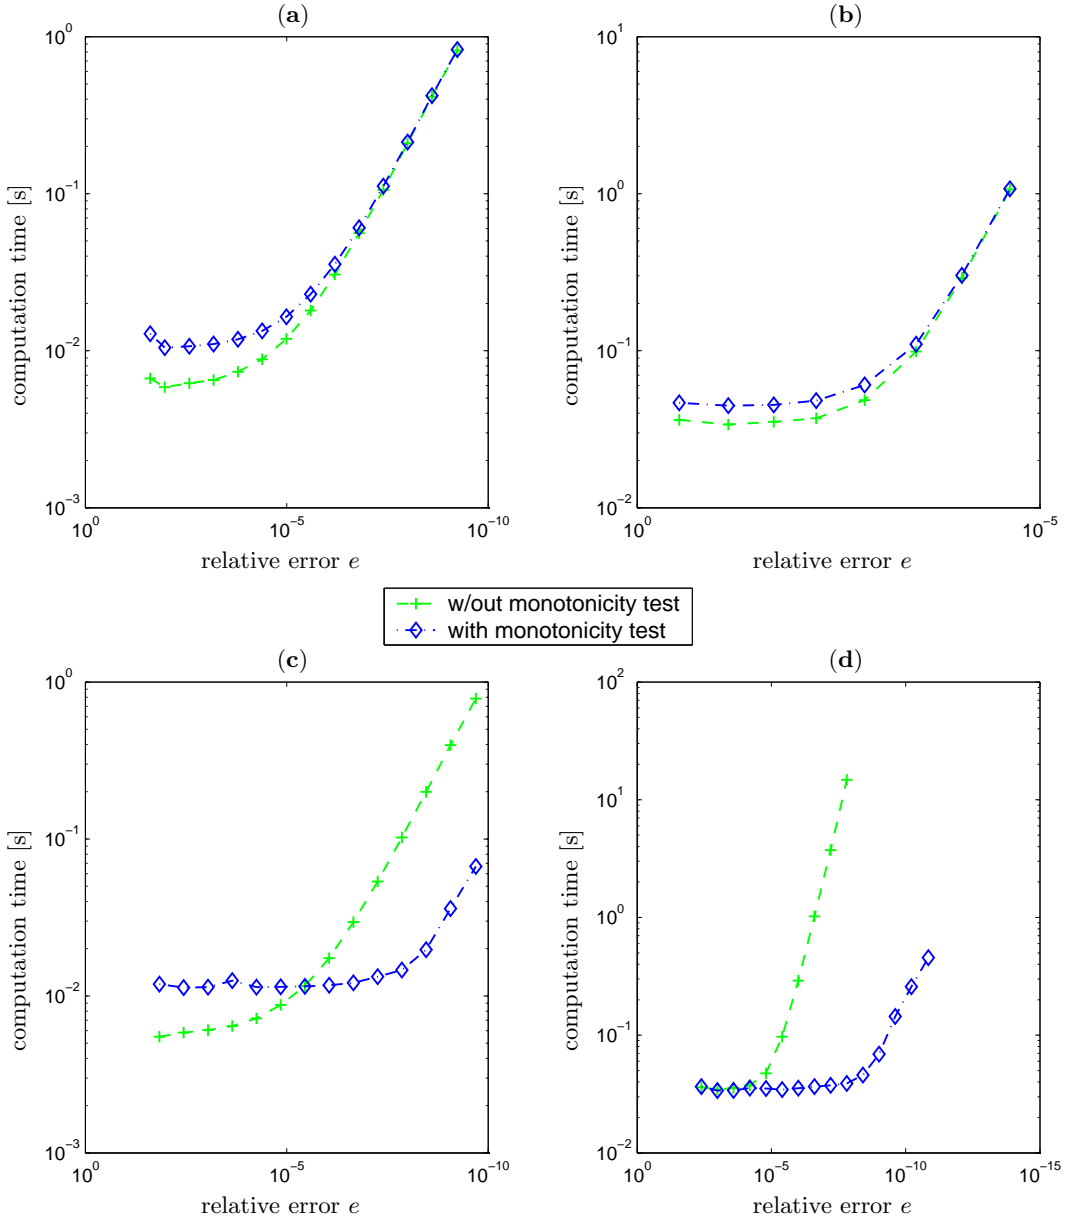 (a)
10^0
10^−1
10^−2
10^−3
computation time [s]
10^0
10^−5
10^−10
relative error e
(b)
10^1
10^0
10^−1
10^−2
computation time [s]
10^0
10^−5
relative error e
w/out monotonicity test
with monotonicity test
(c)
10^0
10^−1
10^−2
10^−3
computation time [s]
10^0
10^−5
10^−10
relative error e
(d)
10^2
10^1
10^0
10^−1
10^−2
computation time [s]
10^0
10^−5
10^−10
10^−15
relative error e